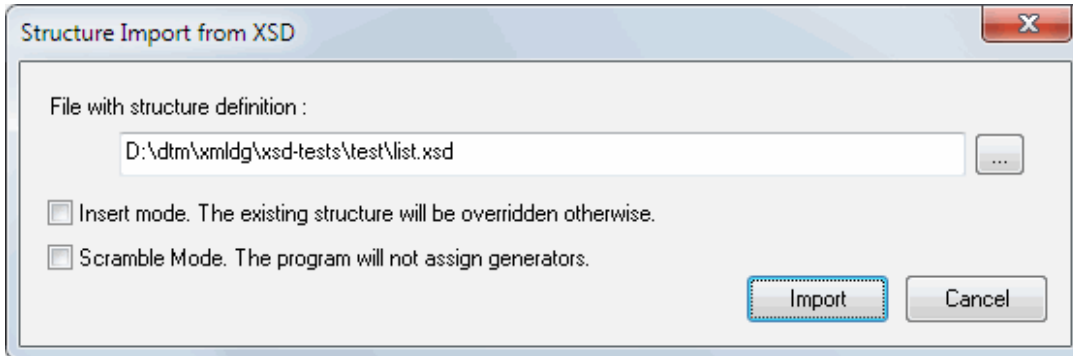 Structure Import from XSD
File with structure definition :
D:\dtm\xmldg\xsd-tests\test\list.xsd
...
Insert mode. The existing structure will be overridden otherwise.
Scramble Mode. The program will not assign generators.
Import
Cancel